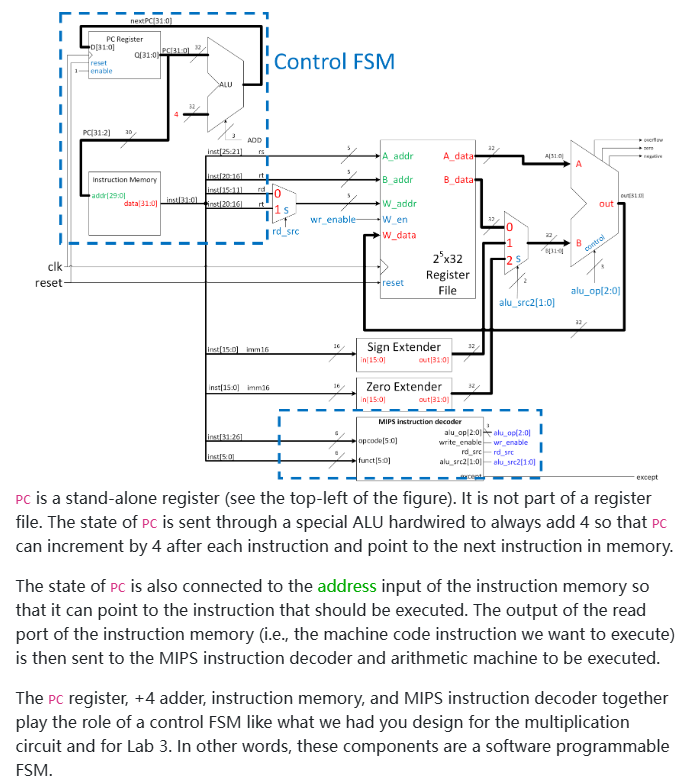 nextPC[31:0]
PC Register
D[31:0]
Q[31:0]
PC[31:0]
32
reset
1
enable
ALU
Control FSM
32
4
PC[31:2]
30
3
ADD
inst[25:21] rs
5
A_addr
A_data
32
A[31:0]
A
overflow
zero
negative
Instruction Memory
addr[29:0]
data[31:0]
inst[31:0]
inst[20:16] rt
5
B_addr
B_data
inst[15:11] rd
inst[20:16] rt
0
1 s
rd_src
5
W_addr
wr_enable
W_en
W_data
out
out[31:0]
32
0
1
2 s
32
B[31:0]
B
control
2
alu_src2[1:0]
3
alu_op[2:0]
2⁵x32
Register
File
clk
reset
reset
32
inst[15:0] imm16
16
Sign Extender
in[15:0]
out[31:0]
32
inst[15:0] imm16
16
Zero Extender
in[15:0]
out[31:0]
32
MIPS instruction decoder
inst[31:26]
6
opcode[5:0]
inst[5:0]
6
funct[5:0]
alu_op[2:0]
3
alu_op[2:0]
write_enable
wr_enable
rd_src
rd_src
alu_src2[1:0]
alu_src2[1:0]
except
except
PC is a stand-alone register (see the top-left of the figure). It is not part of a register
file. The state of PC is sent through a special ALU hardwired to always add 4 so that PC
can increment by 4 after each instruction and point to the next instruction in memory.
The state of PC is also connected to the address input of the instruction memory so
that it can point to the instruction that should be executed. The output of the read
port of the instruction memory (i.e., the machine code instruction we want to execute)
is then sent to the MIPS instruction decoder and arithmetic machine to be executed.
The PC register, +4 adder, instruction memory, and MIPS instruction decoder together
play the role of a control FSM like what we had you design for the multiplication
circuit and for Lab 3. In other words, these components are a software programmable
FSM.